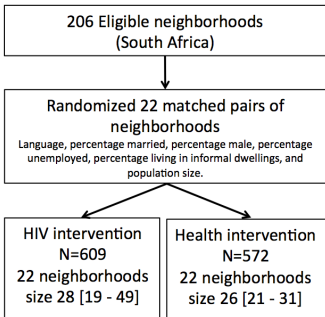 206 Eligible neighborhoods
(South Africa)
Randomized 22 matched pairs of
neighborhoods
Language, percentage married, percentage male, percentage
unemployed, percentage living in informal dwellings, and
population size.
HIV intervention
N=609
22 neighborhoods
size 28 [19 - 49]
Health intervention
N=572
22 neighborhoods
size 26 [21 - 31]